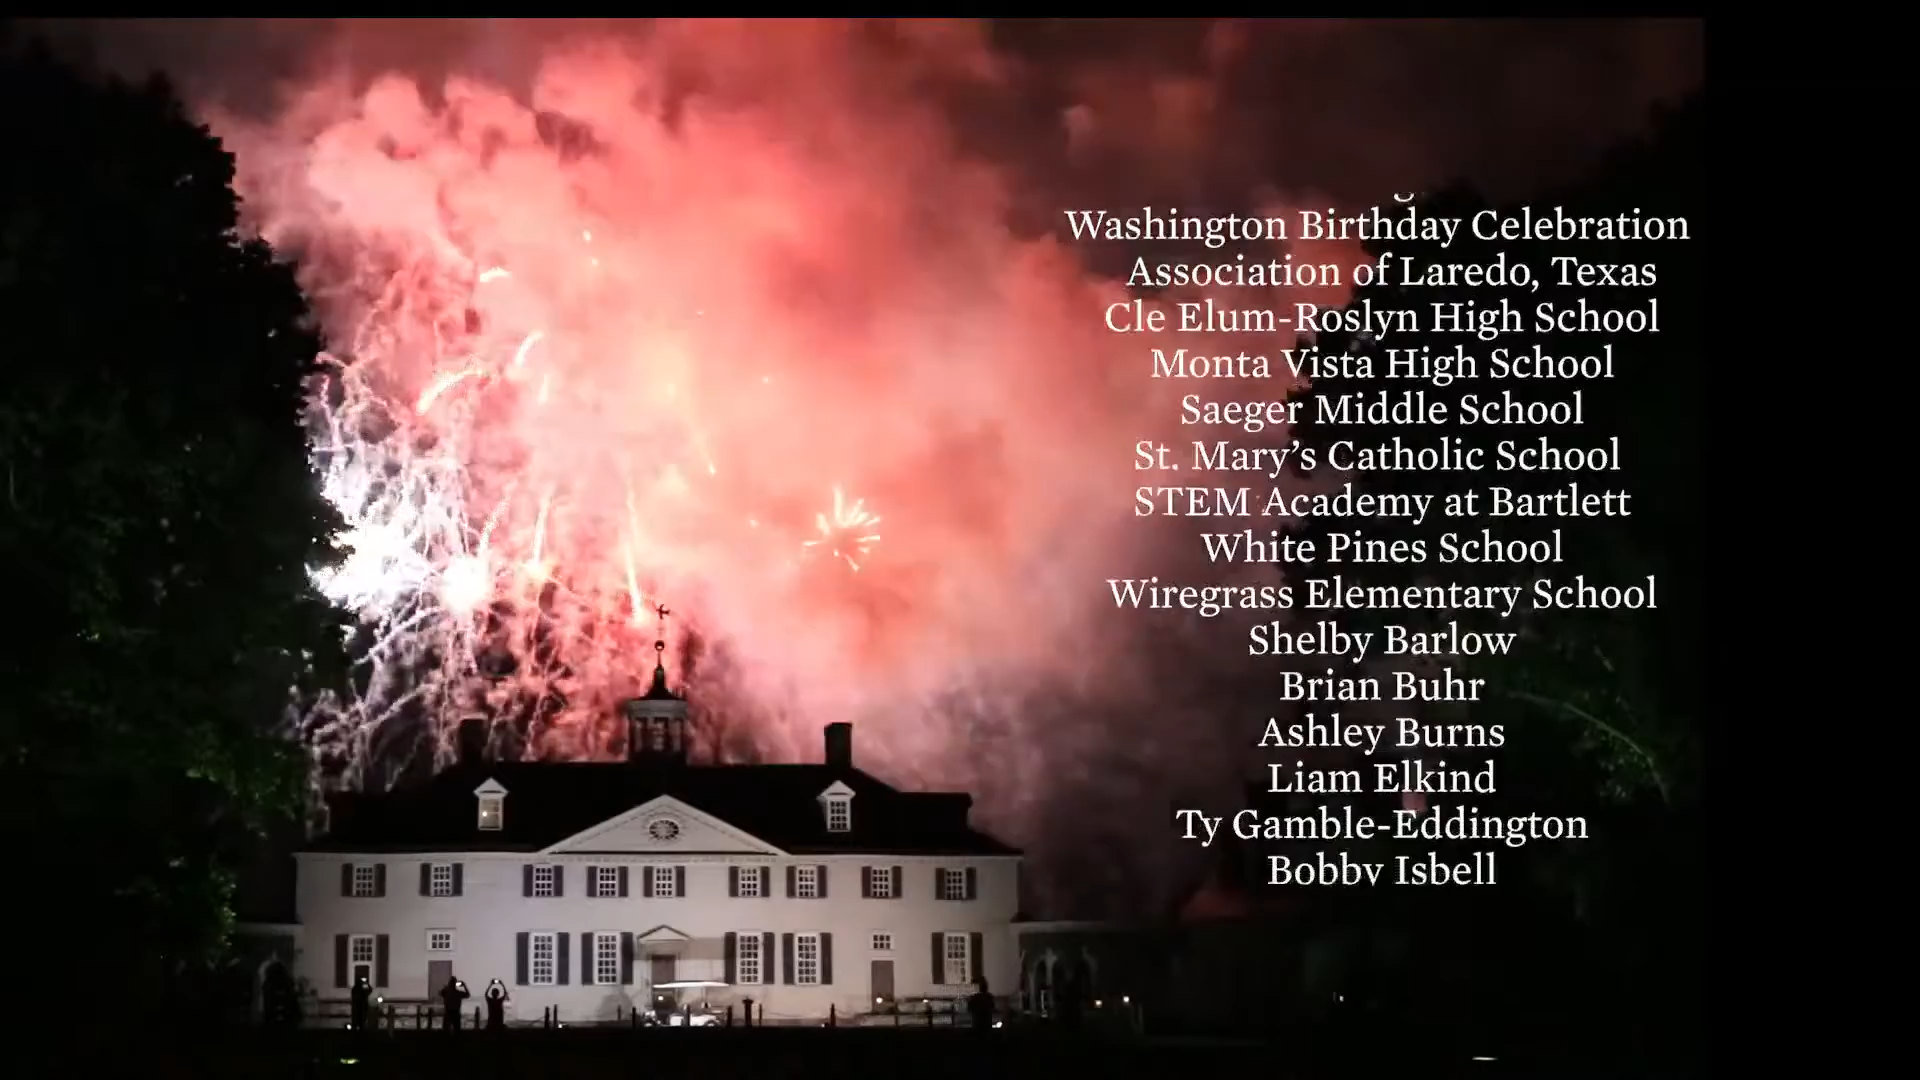 Washington Birthday Celebration
Association of Laredo, Texas
Cle Elum-Roslyn High School
Monta Vista High School
Saeger Middle School
St. Mary’s Catholic School
STEM Academy at Bartlett
White Pines School
Wiregrass Elementary School
Shelby Barlow
Brian Buhr
Ashley Burns
Liam Elkind
Ty Gamble-Eddington
Bobby Isbell